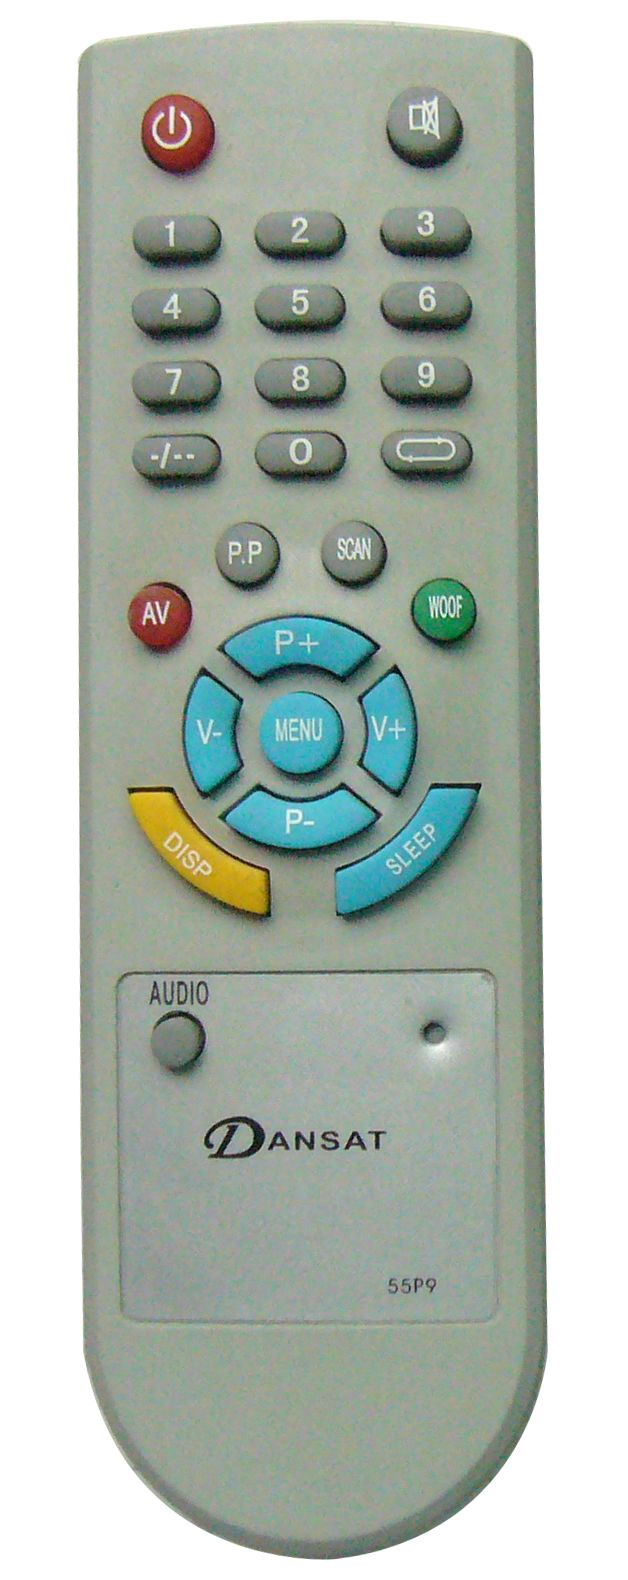 1 2 3
4 5 6
7 8 9
-/-- 0
P.P SCAN
AV WOOF
P+
V- MENU V+
P-
DISP SLEEP
AUDIO
DANSAT
55P9